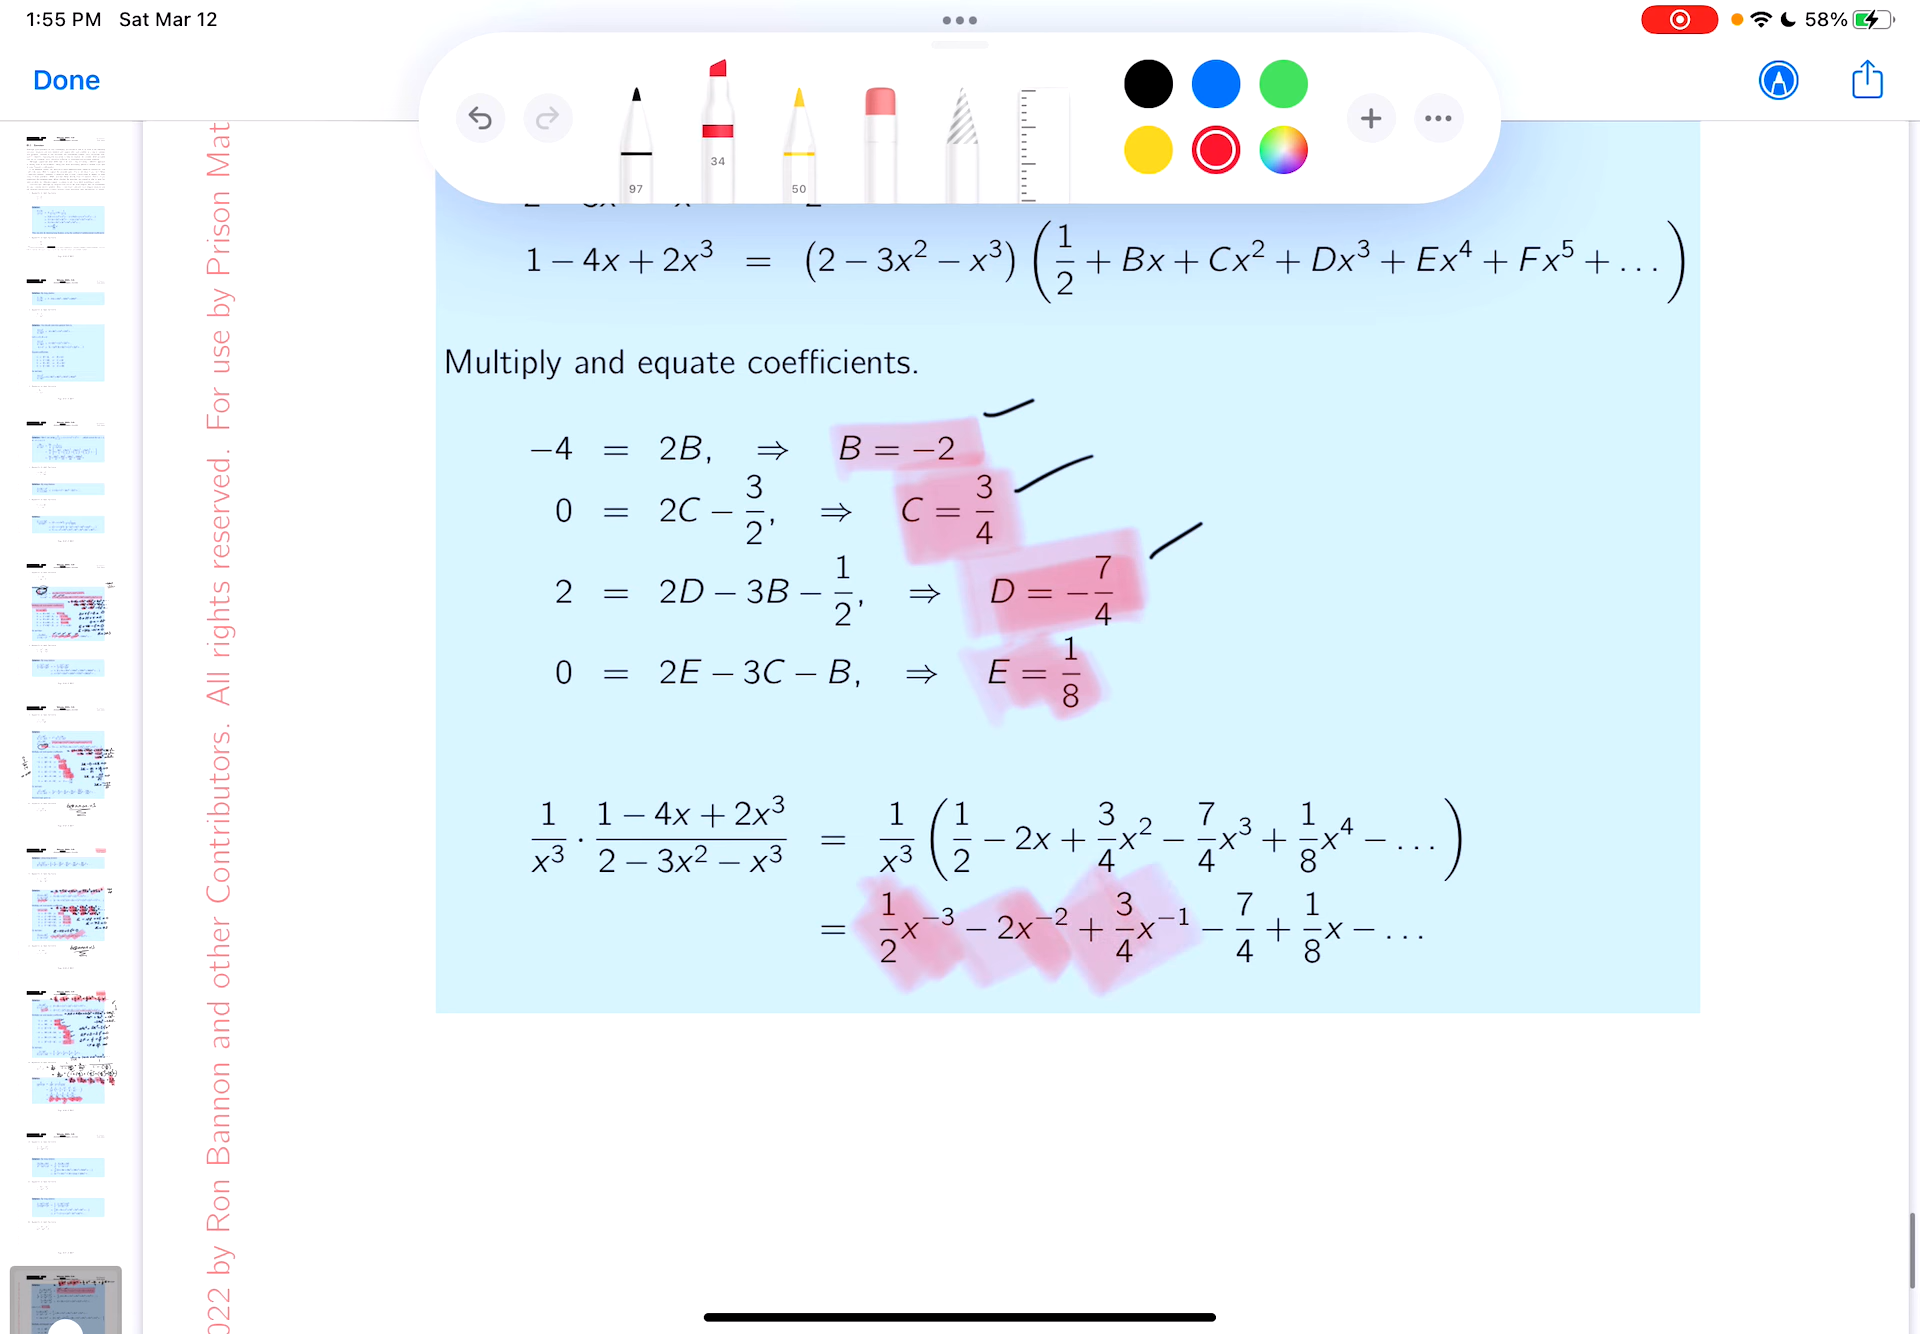 1:55 PM Sat Mar 12
58%
Done
97
34
50
1 − 4x + 2x³ = (2 − 3x² − x³) (1/2 + Bx + Cx² + Dx³ + Ex⁴ + Fx⁵ + ...)
Multiply and equate coefficients.
−4 = 2B, ⇒ B = −2
0 = 2C − 3/2, ⇒ C = 3/4
2 = 2D − 3B − 1/2, ⇒ D = −7/4
0 = 2E − 3C − B, ⇒ E = 1/8
1/x³ · (1 − 4x + 2x³)/(2 − 3x² − x³) = 1/x³ (1/2 − 2x + 3/4x² − 7/4x³ + 1/8x⁴ − ...)
= 1/2x⁻³ − 2x⁻² + 3/4x⁻¹ − 7/4 + 1/8x − ...
022 by Ron Bannon and other Contributors. All rights reserved. For use by Prison Mat